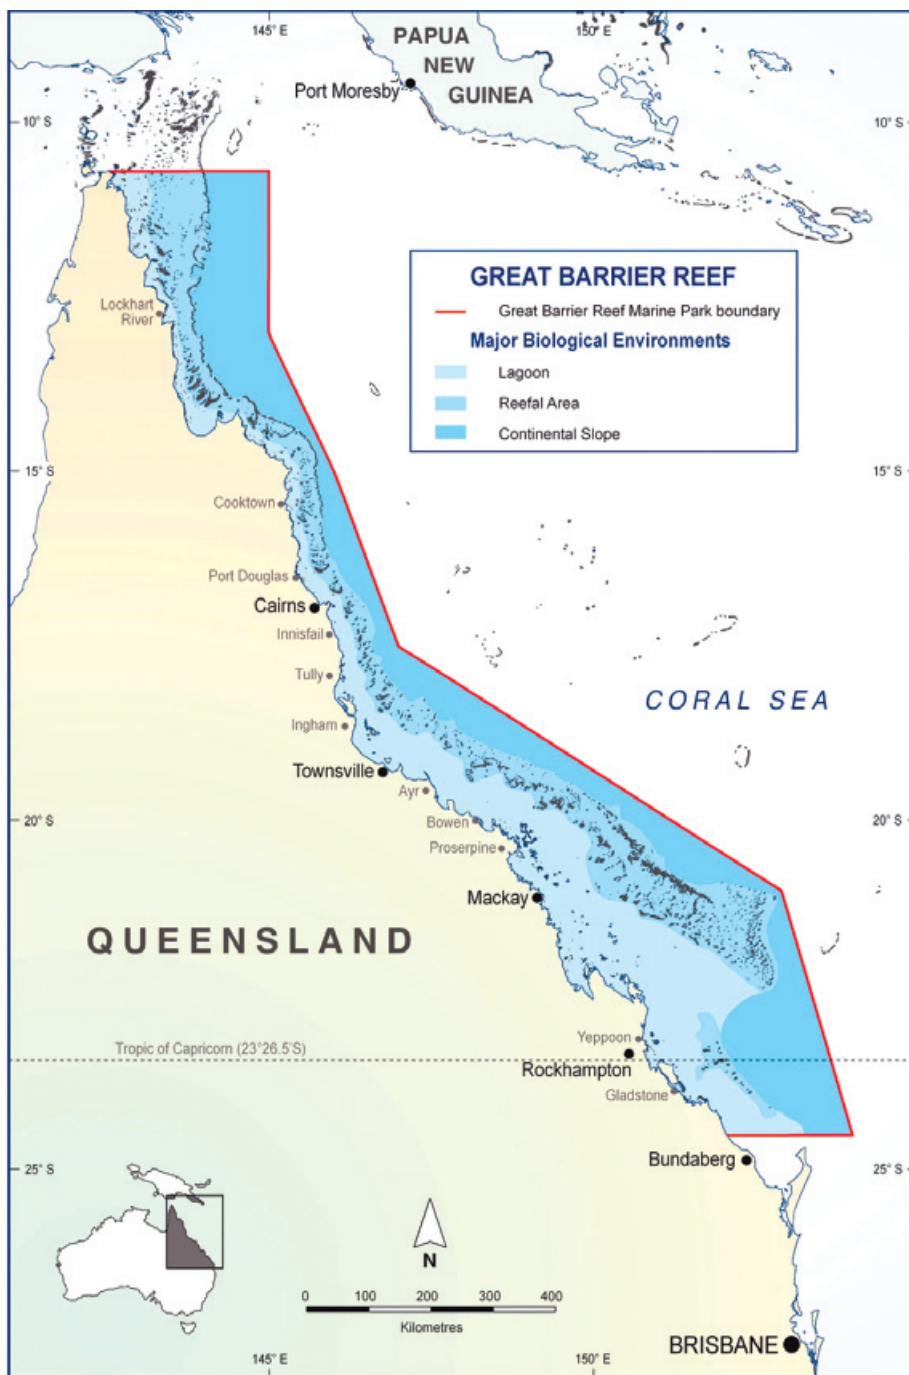 145° E
150° E
PAPUA
NEW
GUINEA
Port Moresby
10° S
10° S
GREAT BARRIER REEF
Great Barrier Reef Marine Park boundary
Major Biological Environments
Lagoon
Reefal Area
Continental Slope
Lockhart
River
15° S
15° S
Cooktown
Port Douglas
Cairns
Innisfail
Tully
CORAL SEA
Ingham
Townsville
Ayr
20° S
Bowen
20° S
Proserpine
Mackay
QUEENSLAND
Yeppoon
Tropic of Capricorn (23°26.5'S)
Rockhampton
Gladstone
Bundaberg
25° S
25° S
N
0 100 200 300 400
Kilometres
BRISBANE
145° E
150° E